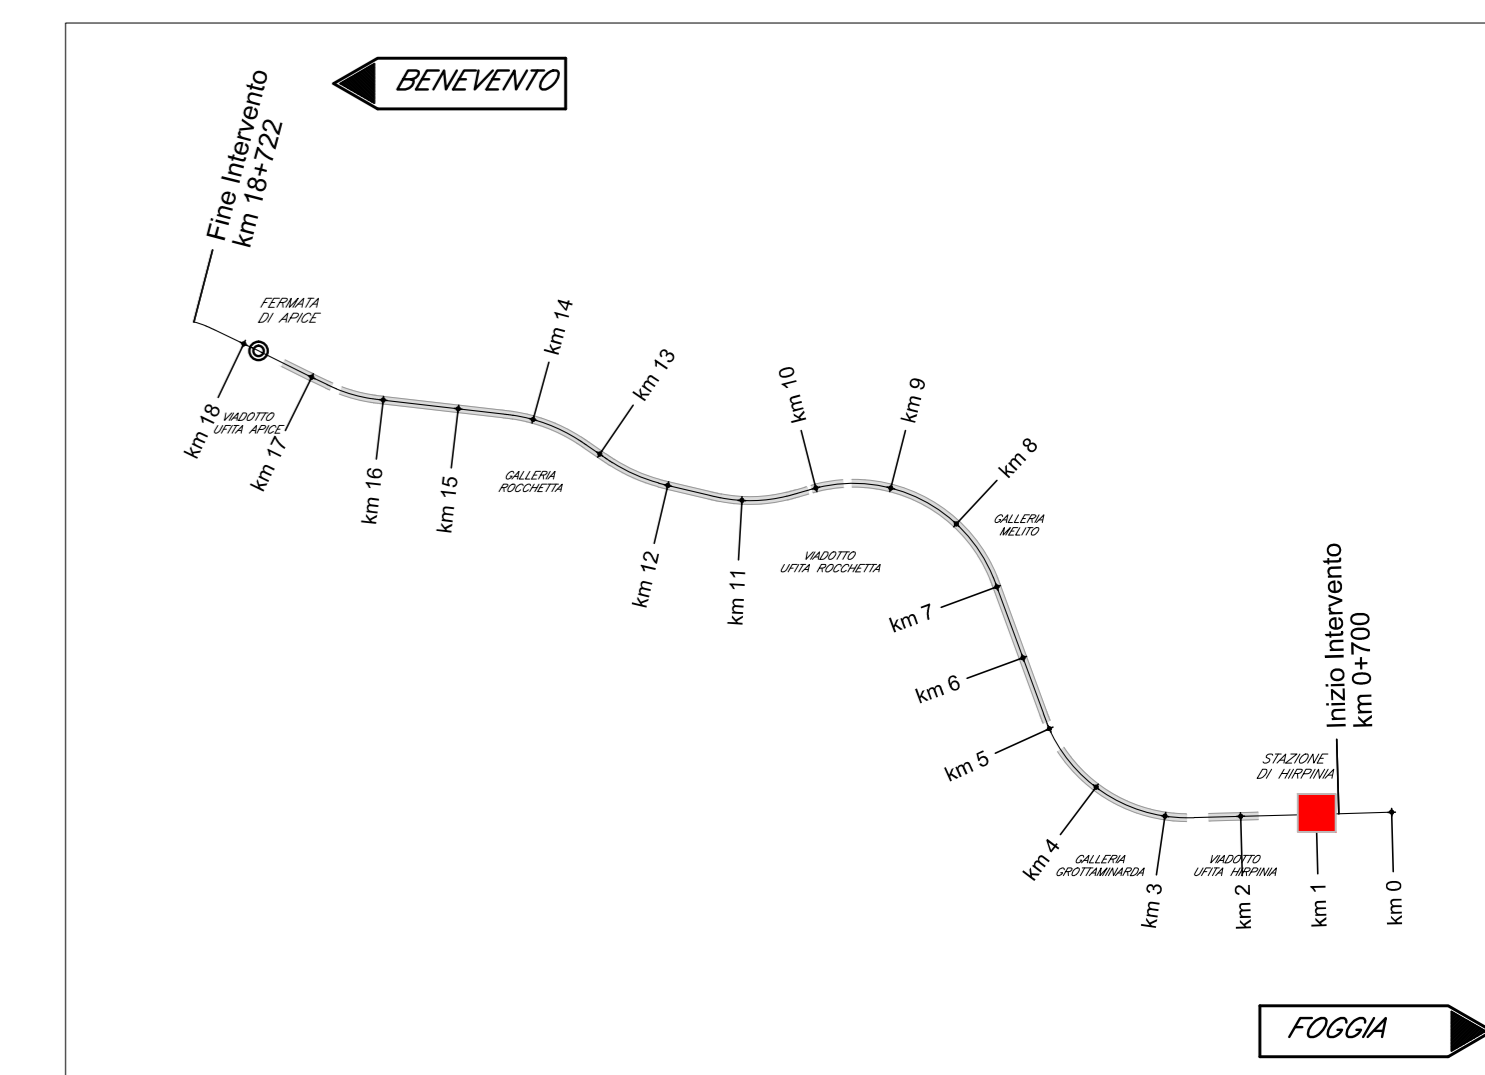 BENEVENTO
Fine Intervento
km 18+722
FERMATA
DI APICE
km 18
VIADOTTO
UFITA APICE
km 17
km 16
km 15
km 14
GALLERIA
ROCCHETTA
km 13
km 12
km 11
km 10
VIADOTTO
UFITA ROCCHETTA
km 9
km 8
GALLERIA
MELITO
km 7
km 6
km 5
km 4
GALLERIA
GROTTAMINARDA
km 3
VIADOTTO
UFITA HIRPINIA
km 2
STAZIONE
DI HIRPINIA
Inizio Intervento
km 0+700
km 1
km 0
FOGGIA